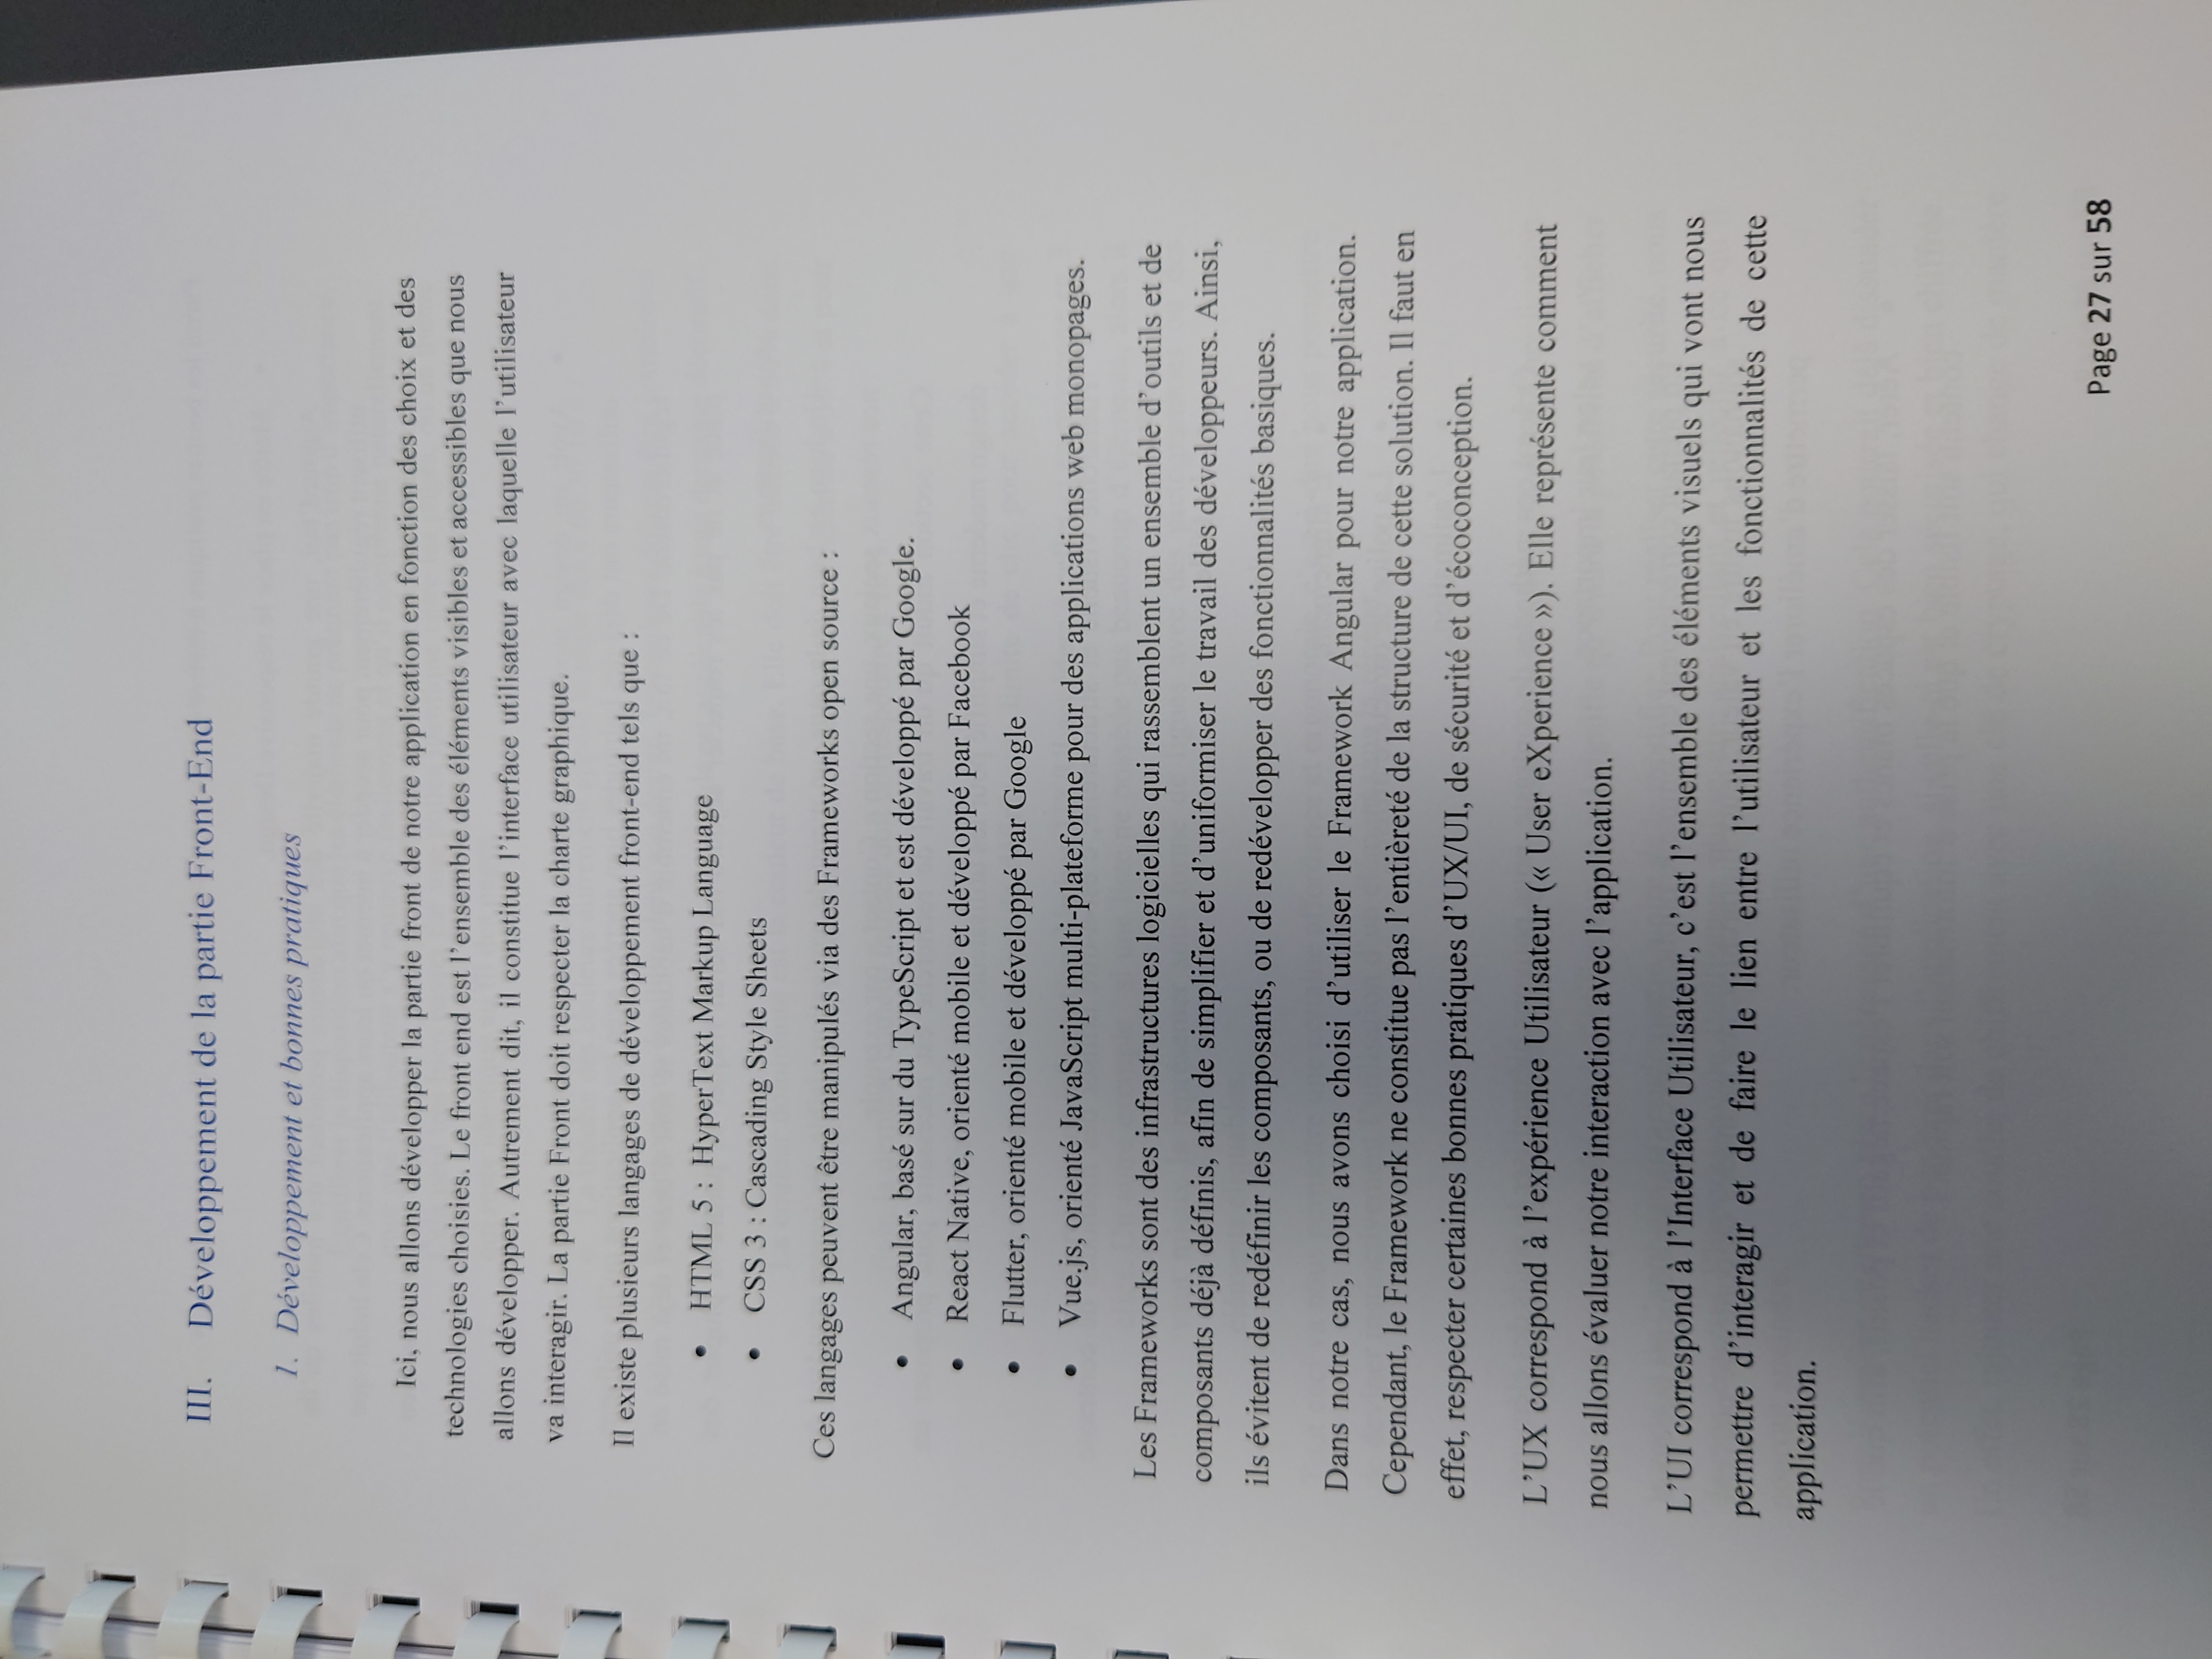 III. Développement de la partie Front-End
1. Développement et bonnes pratiques
Ici, nous allons développer la partie front de notre application en fonction des choix et des
technologies choisies. Le front end est l’ensemble des éléments visibles et accessibles que nous
allons développer. Autrement dit, il constitue l’interface utilisateur avec laquelle l’utilisateur
va interagir. La partie Front doit respecter la charte graphique.
Il existe plusieurs langages de développement front-end tels que :
• HTML 5 : HyperText Markup Language
• CSS 3 : Cascading Style Sheets
Ces langages peuvent être manipulés via des Frameworks open source :
• Angular, basé sur du TypeScript et est développé par Google.
• React Native, orienté mobile et développé par Facebook
• Flutter, orienté mobile et développé par Google
• Vue.js, orienté JavaScript multi-plateforme pour des applications web monopages.
Les Frameworks sont des infrastructures logicielles qui rassemblent un ensemble d’outils et de
composants déjà définis, afin de simplifier et d’uniformiser le travail des développeurs. Ainsi,
ils évitent de redéfinir les composants, ou de redévelopper des fonctionnalités basiques.
Dans notre cas, nous avons choisi d’utiliser le Framework Angular pour notre application.
Cependant, le Framework ne constitue pas l’entièreté de la structure de cette solution. Il faut en
effet, respecter certaines bonnes pratiques d’UX/UI, de sécurité et d’écoconception.
L’UX correspond à l’expérience Utilisateur (« User eXperience »). Elle représente comment
nous allons évaluer notre interaction avec l’application.
L’UI correspond à l’Interface Utilisateur, c’est l’ensemble des éléments visuels qui vont nous
permettre d’interagir et de faire le lien entre l’utilisateur et les fonctionnalités de cette
application.
Page 27 sur 58